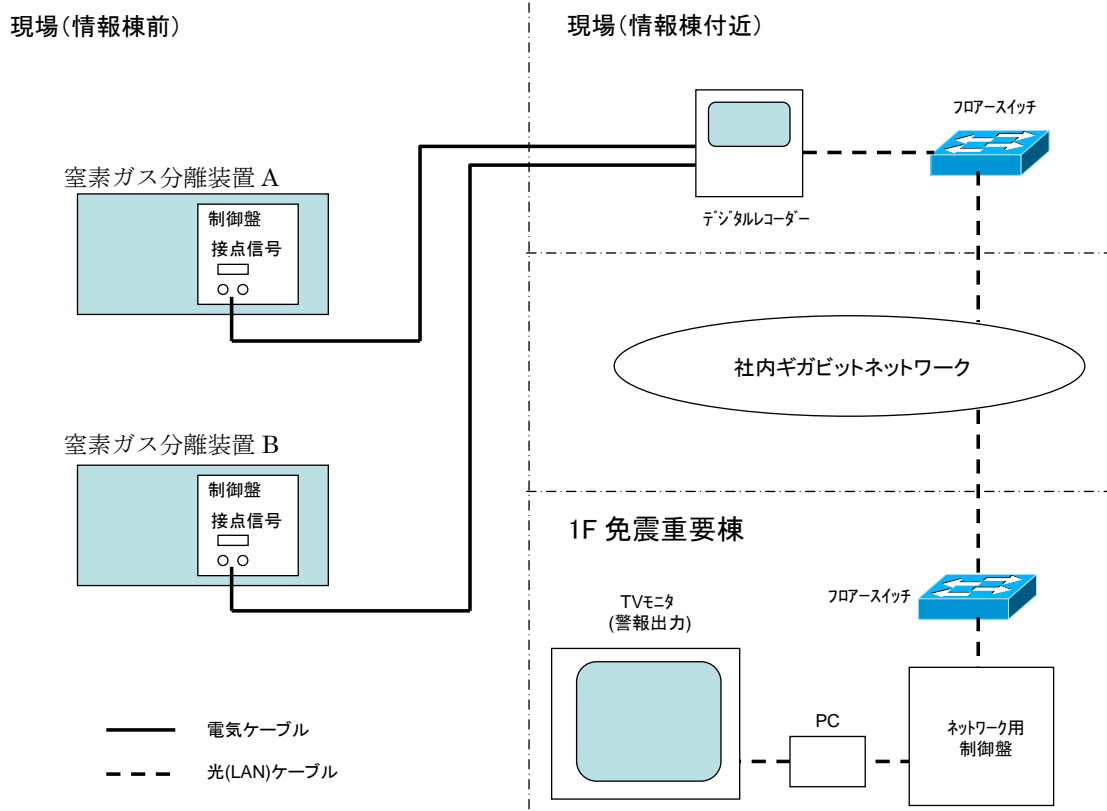 現場(情報棟前)
現場(情報棟付近)
フロアースイッチ
デジタルレコーダー
窒素ガス分離装置 A
制御盤
接点信号
社内ギガビットネットワーク
窒素ガス分離装置 B
制御盤
接点信号
1F 免震重要棟
フロアースイッチ
TVモニタ
(警報出力)
PC
ネットワーク用
制御盤
電気ケーブル
光(LAN)ケーブル